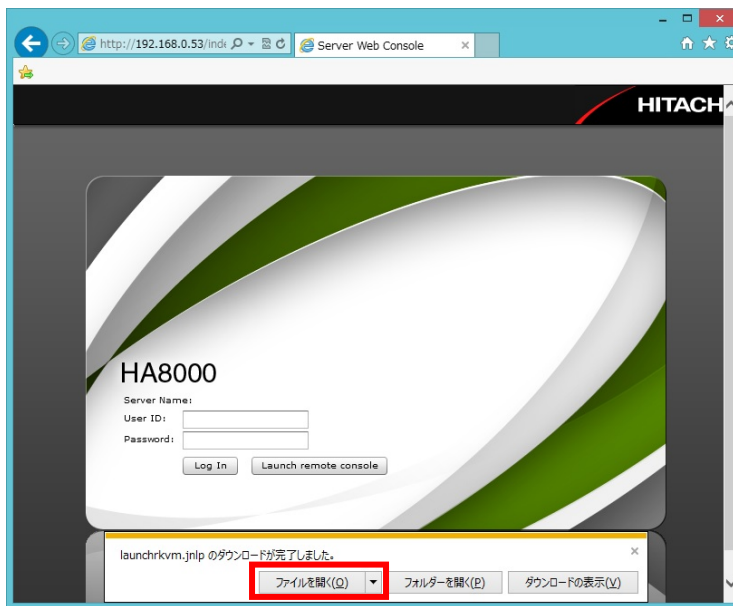 http://192.168.0.53/inde
Server Web Console
HITACH
HA8000
Server Name:
User ID:
Password:
Log In
Launch remote console
launchrkvm.jnlp のダウンロードが完了しました。
ファイルを開く(O)
フォルダーを開く(P)
ダウンロードの表示(V)